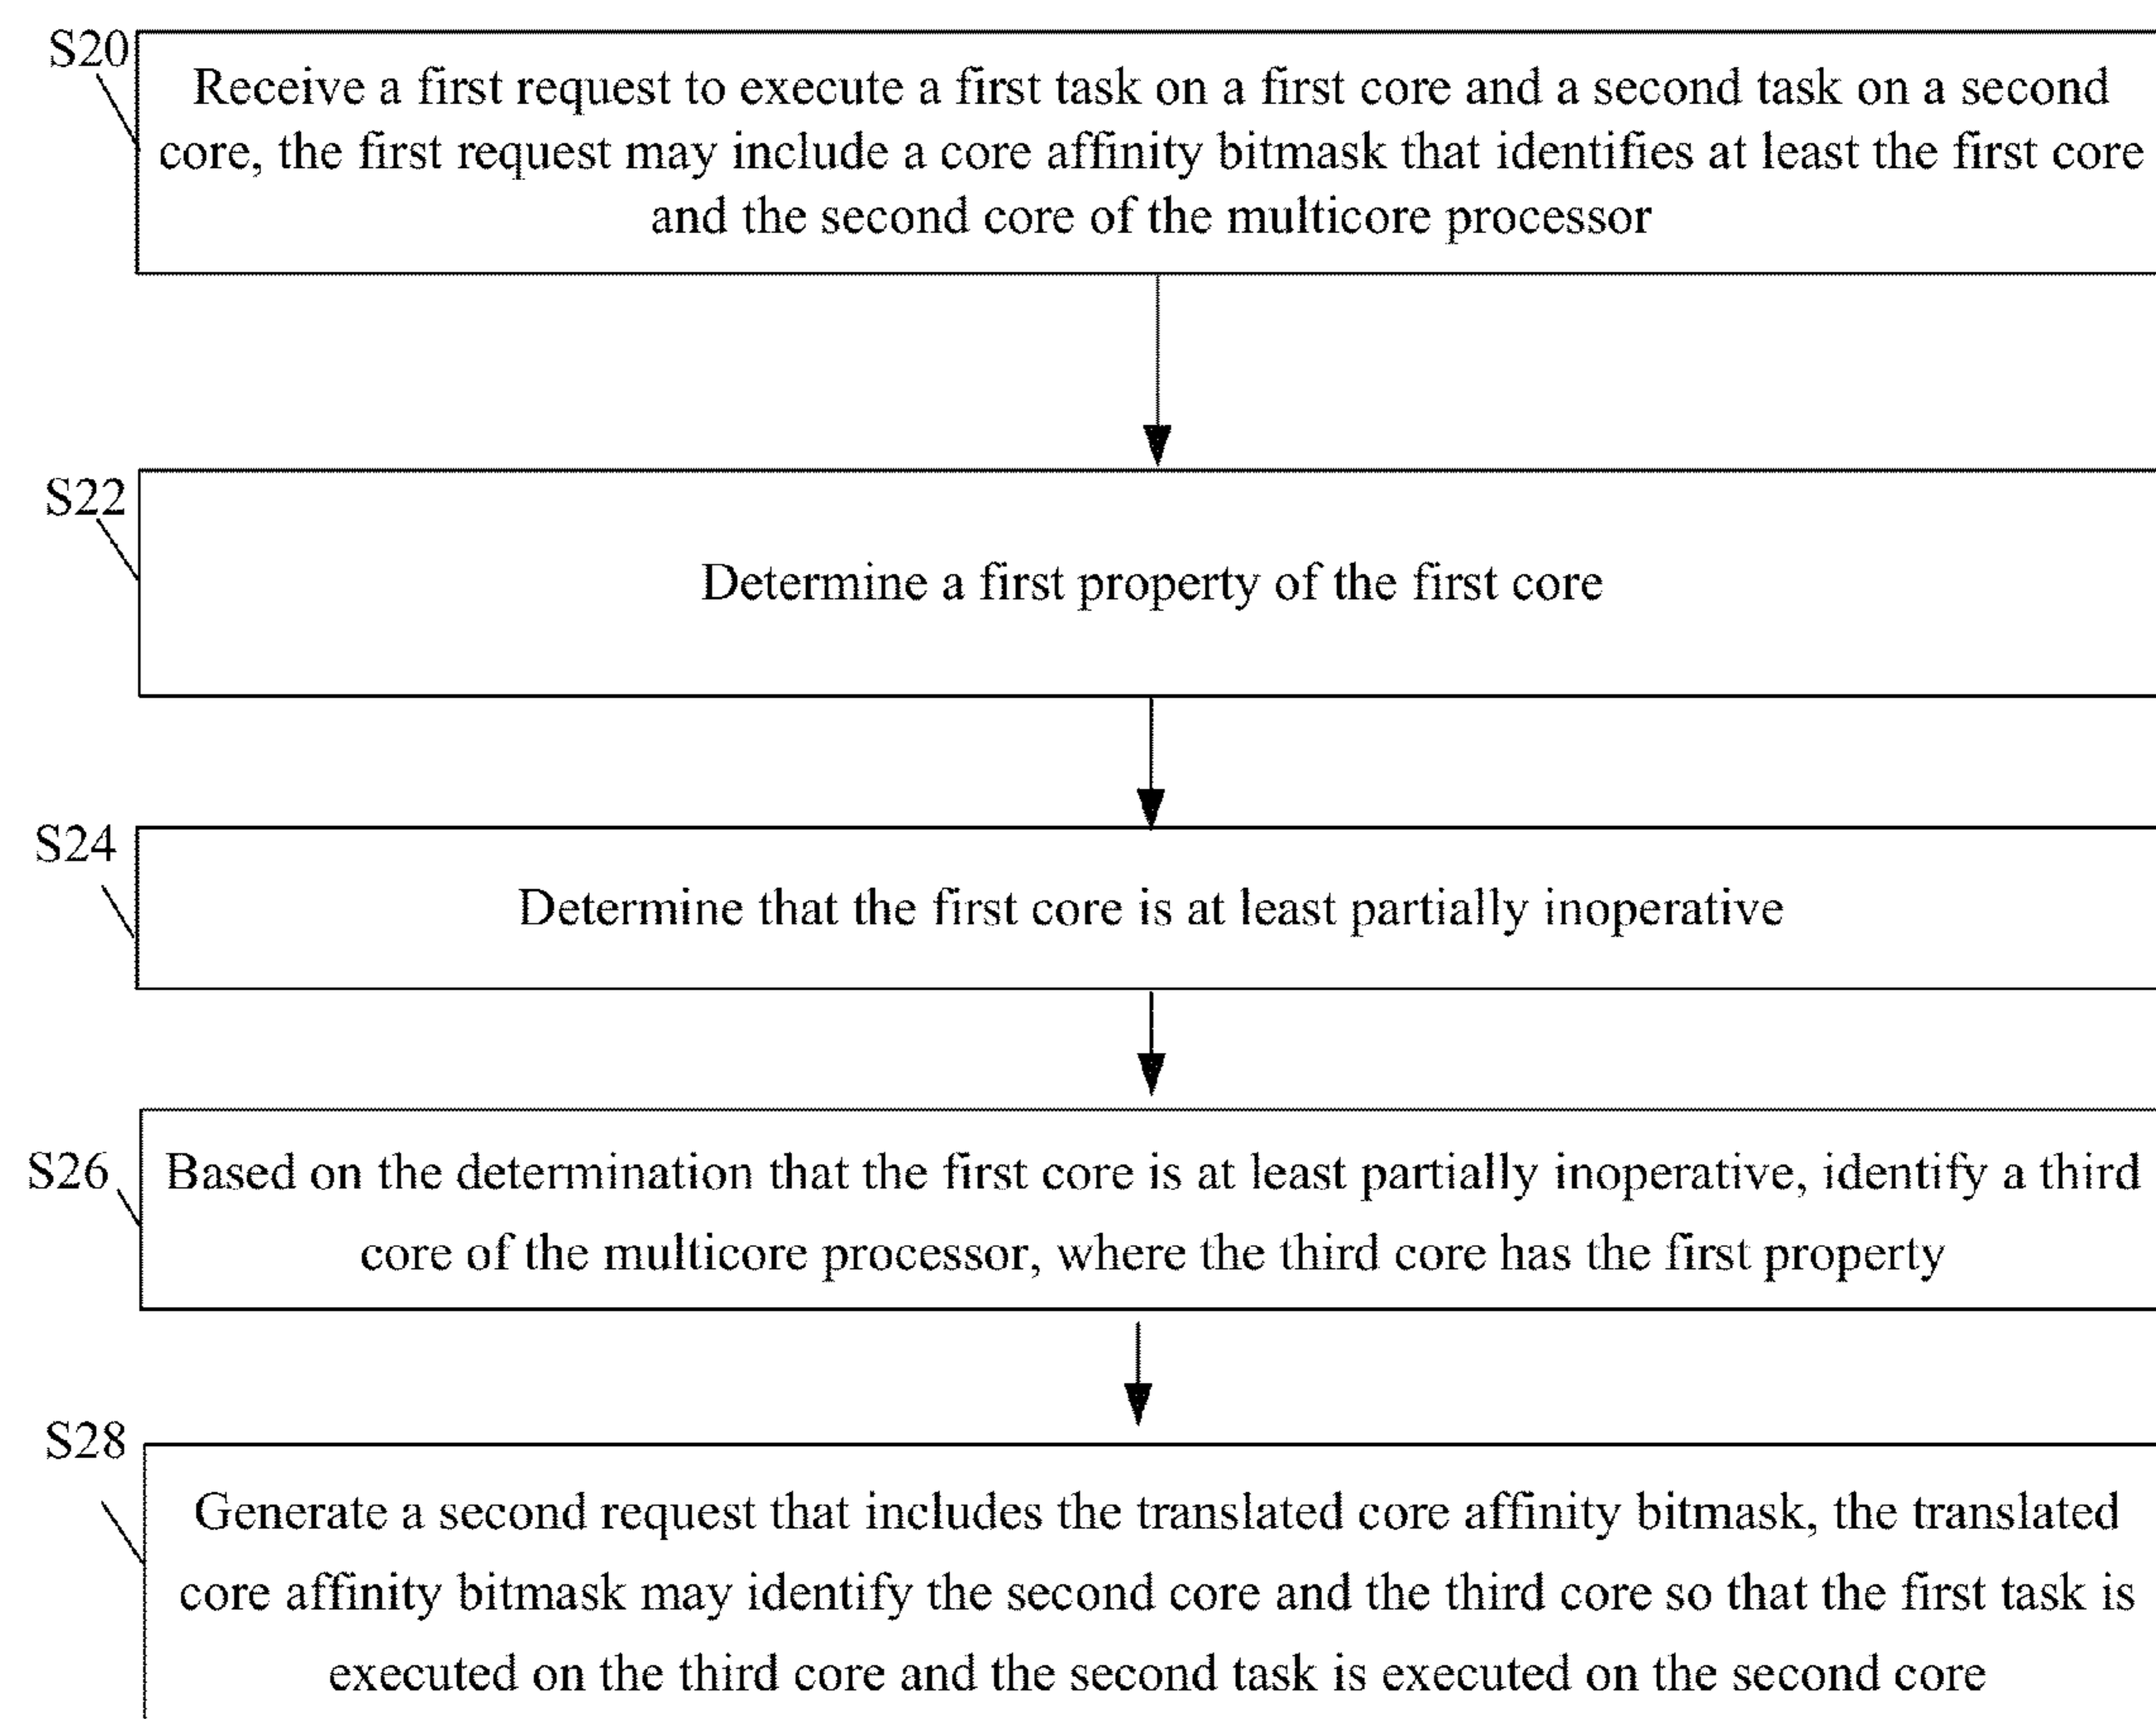 S20
Receive a first request to execute a first task on a first core and a second task on a second
core, the first request may include a core affinity bitmask that identifies at least the first core
and the second core of the multicore processor
S22
Determine a first property of the first core
S24
Determine that the first core is at least partially inoperative
S26
Based on the determination that the first core is at least partially inoperative, identify a third
core of the multicore processor, where the third core has the first property
S28
Generate a second request that includes the translated core affinity bitmask, the translated
core affinity bitmask may identify the second core and the third core so that the first task is
executed on the third core and the second task is executed on the second core